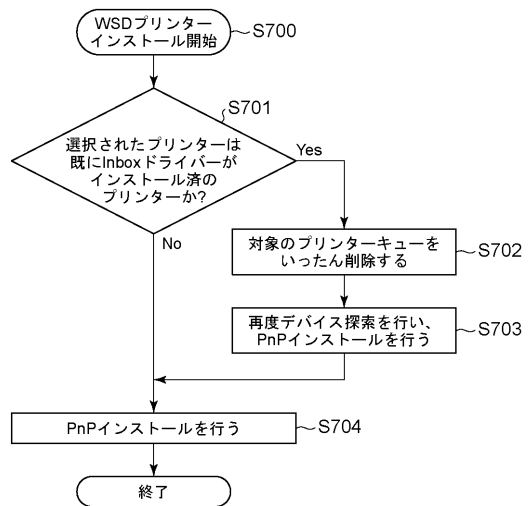 WSDプリンター
インストール開始
S700
S701
選択されたプリンターは
既にInboxドライバーが
インストール済の
プリンターか?
Yes
No
対象のプリンターキューを
いったん削除する
S702
再度デバイス探索を行い、
PnPインストールを行う
S703
PnPインストールを行う
S704
終了